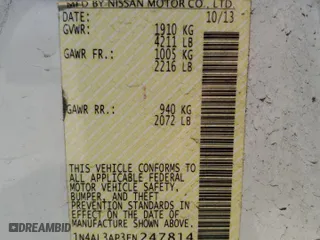 MFD BY NISSAN MOTOR CO., LTD.
DATE: 10/13
GVWR: 1910 KG
4211 LB
GAWR FR.: 1005 KG
2216 LB
GAWR RR.: 940 KG
2072 LB
THIS VEHICLE CONFORMS TO
ALL APPLICABLE FEDERAL
MOTOR VEHICLE SAFETY,
BUMPER, AND THEFT
PREVENTION STANDARDS IN
EFFECT ON THE DATE OF
MANUFACTURE SHOWN ABOVE.
1N4AL3AP3EN247814
DREAMBID